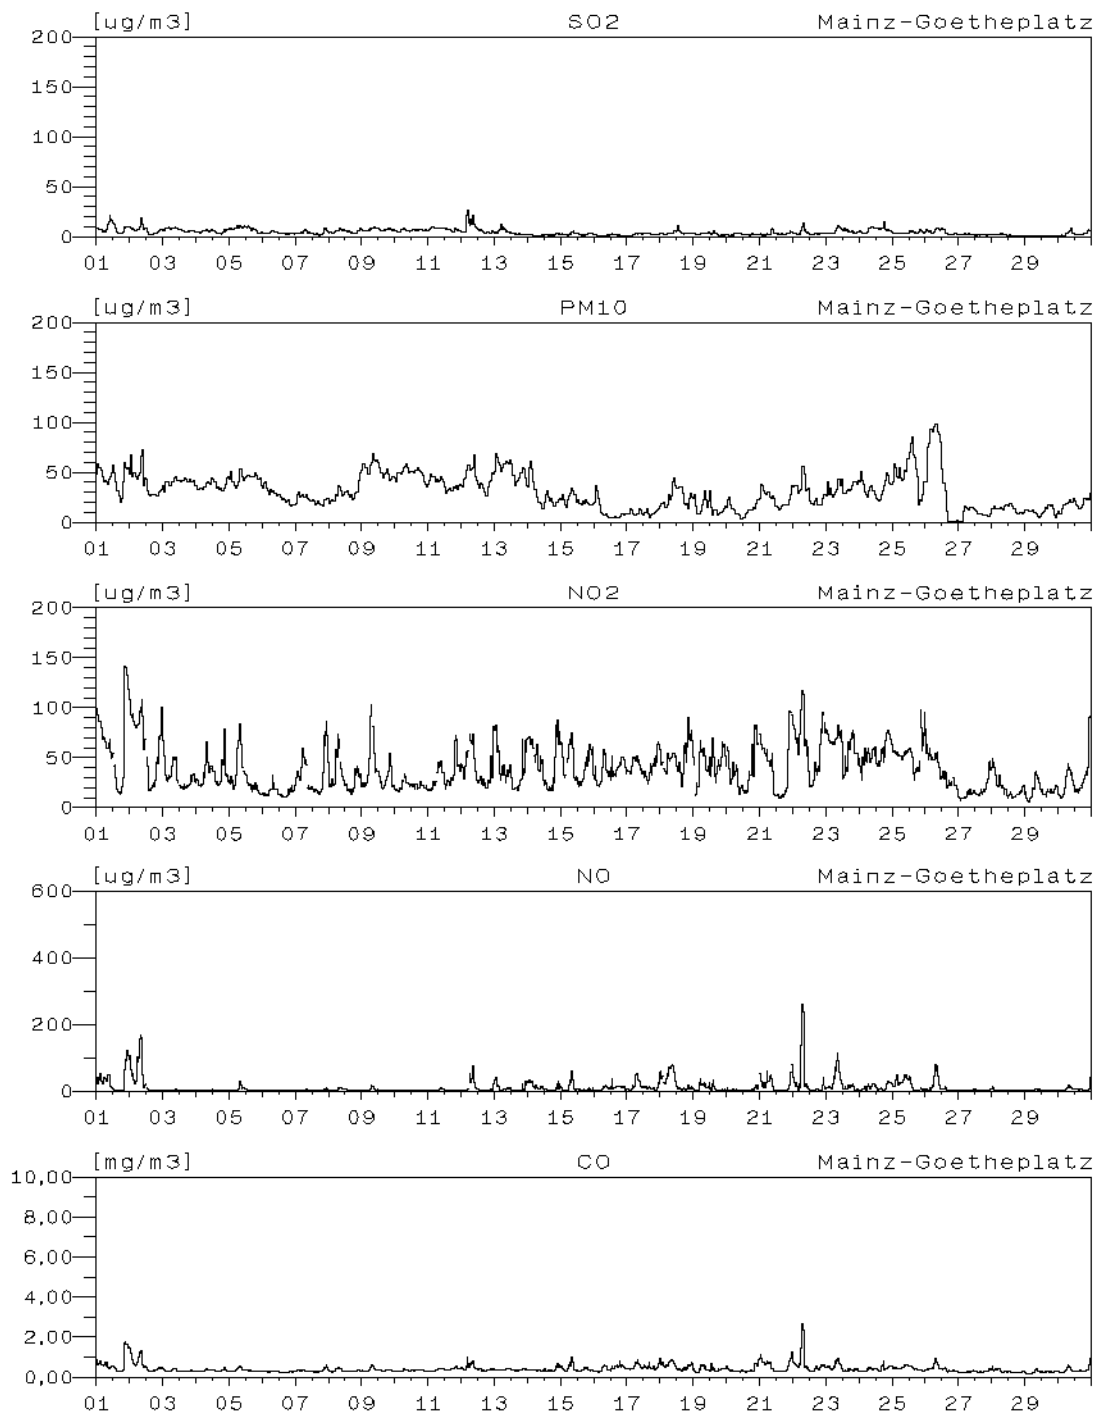 [ug/m3] SO2 Mainz-Goetheplatz
200
150
100
50
0
01 03 05 07 09 11 13 15 17 19 21 23 25 27 29
[ug/m3] PM10 Mainz-Goetheplatz
200
150
100
50
0
01 03 05 07 09 11 13 15 17 19 21 23 25 27 29
[ug/m3] NO2 Mainz-Goetheplatz
200
150
100
50
0
01 03 05 07 09 11 13 15 17 19 21 23 25 27 29
[ug/m3] NO Mainz-Goetheplatz
600
400
200
0
01 03 05 07 09 11 13 15 17 19 21 23 25 27 29
[mg/m3] CO Mainz-Goetheplatz
10,00
8,00
6,00
4,00
2,00
0,00
01 03 05 07 09 11 13 15 17 19 21 23 25 27 29